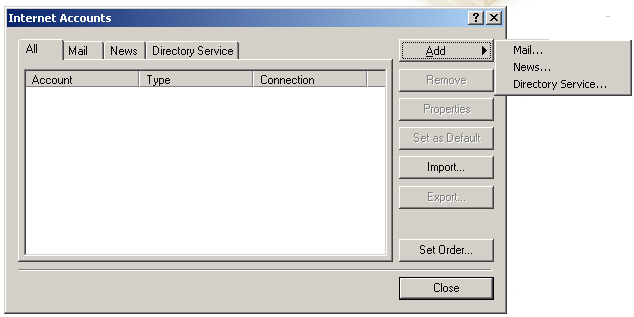 Internet Accounts
All Mail News Directory Service
Account Type Connection
Add
Remove
Properties
Set as Default
Import...
Export...
Set Order...
Close
Mail...
News...
Directory Service...